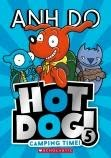 ANH DO
HOT
DOG! 5
CAMPING TIME!
SCHOLASTIC